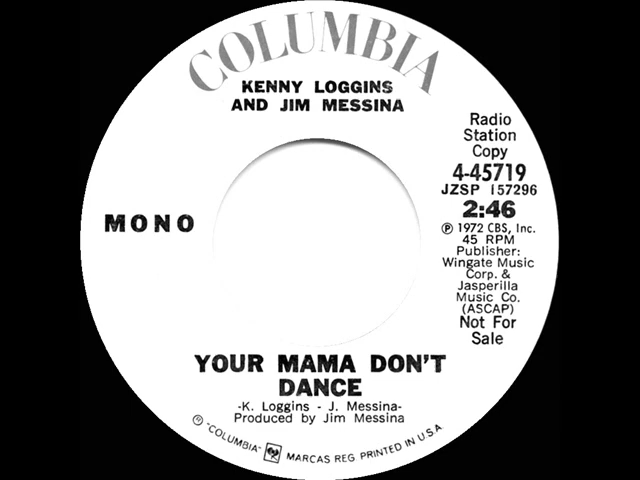 COLUMBIA
KENNY LOGGINS
AND JIM MESSINA
Radio
Station
Copy
4-45719
JZSP 157296
2:46
Ⓟ 1972 CBS, Inc.
45 RPM
Publisher:
Wingate Music
Corp. &
Jasperilla
Music Co.
(ASCAP)
Not For
Sale
MONO
YOUR MAMA DON'T
DANCE
-K. Loggins - J. Messina-
Produced by Jim Messina
"COLUMBIA" MARCAS REG. PRINTED IN U.S.A.